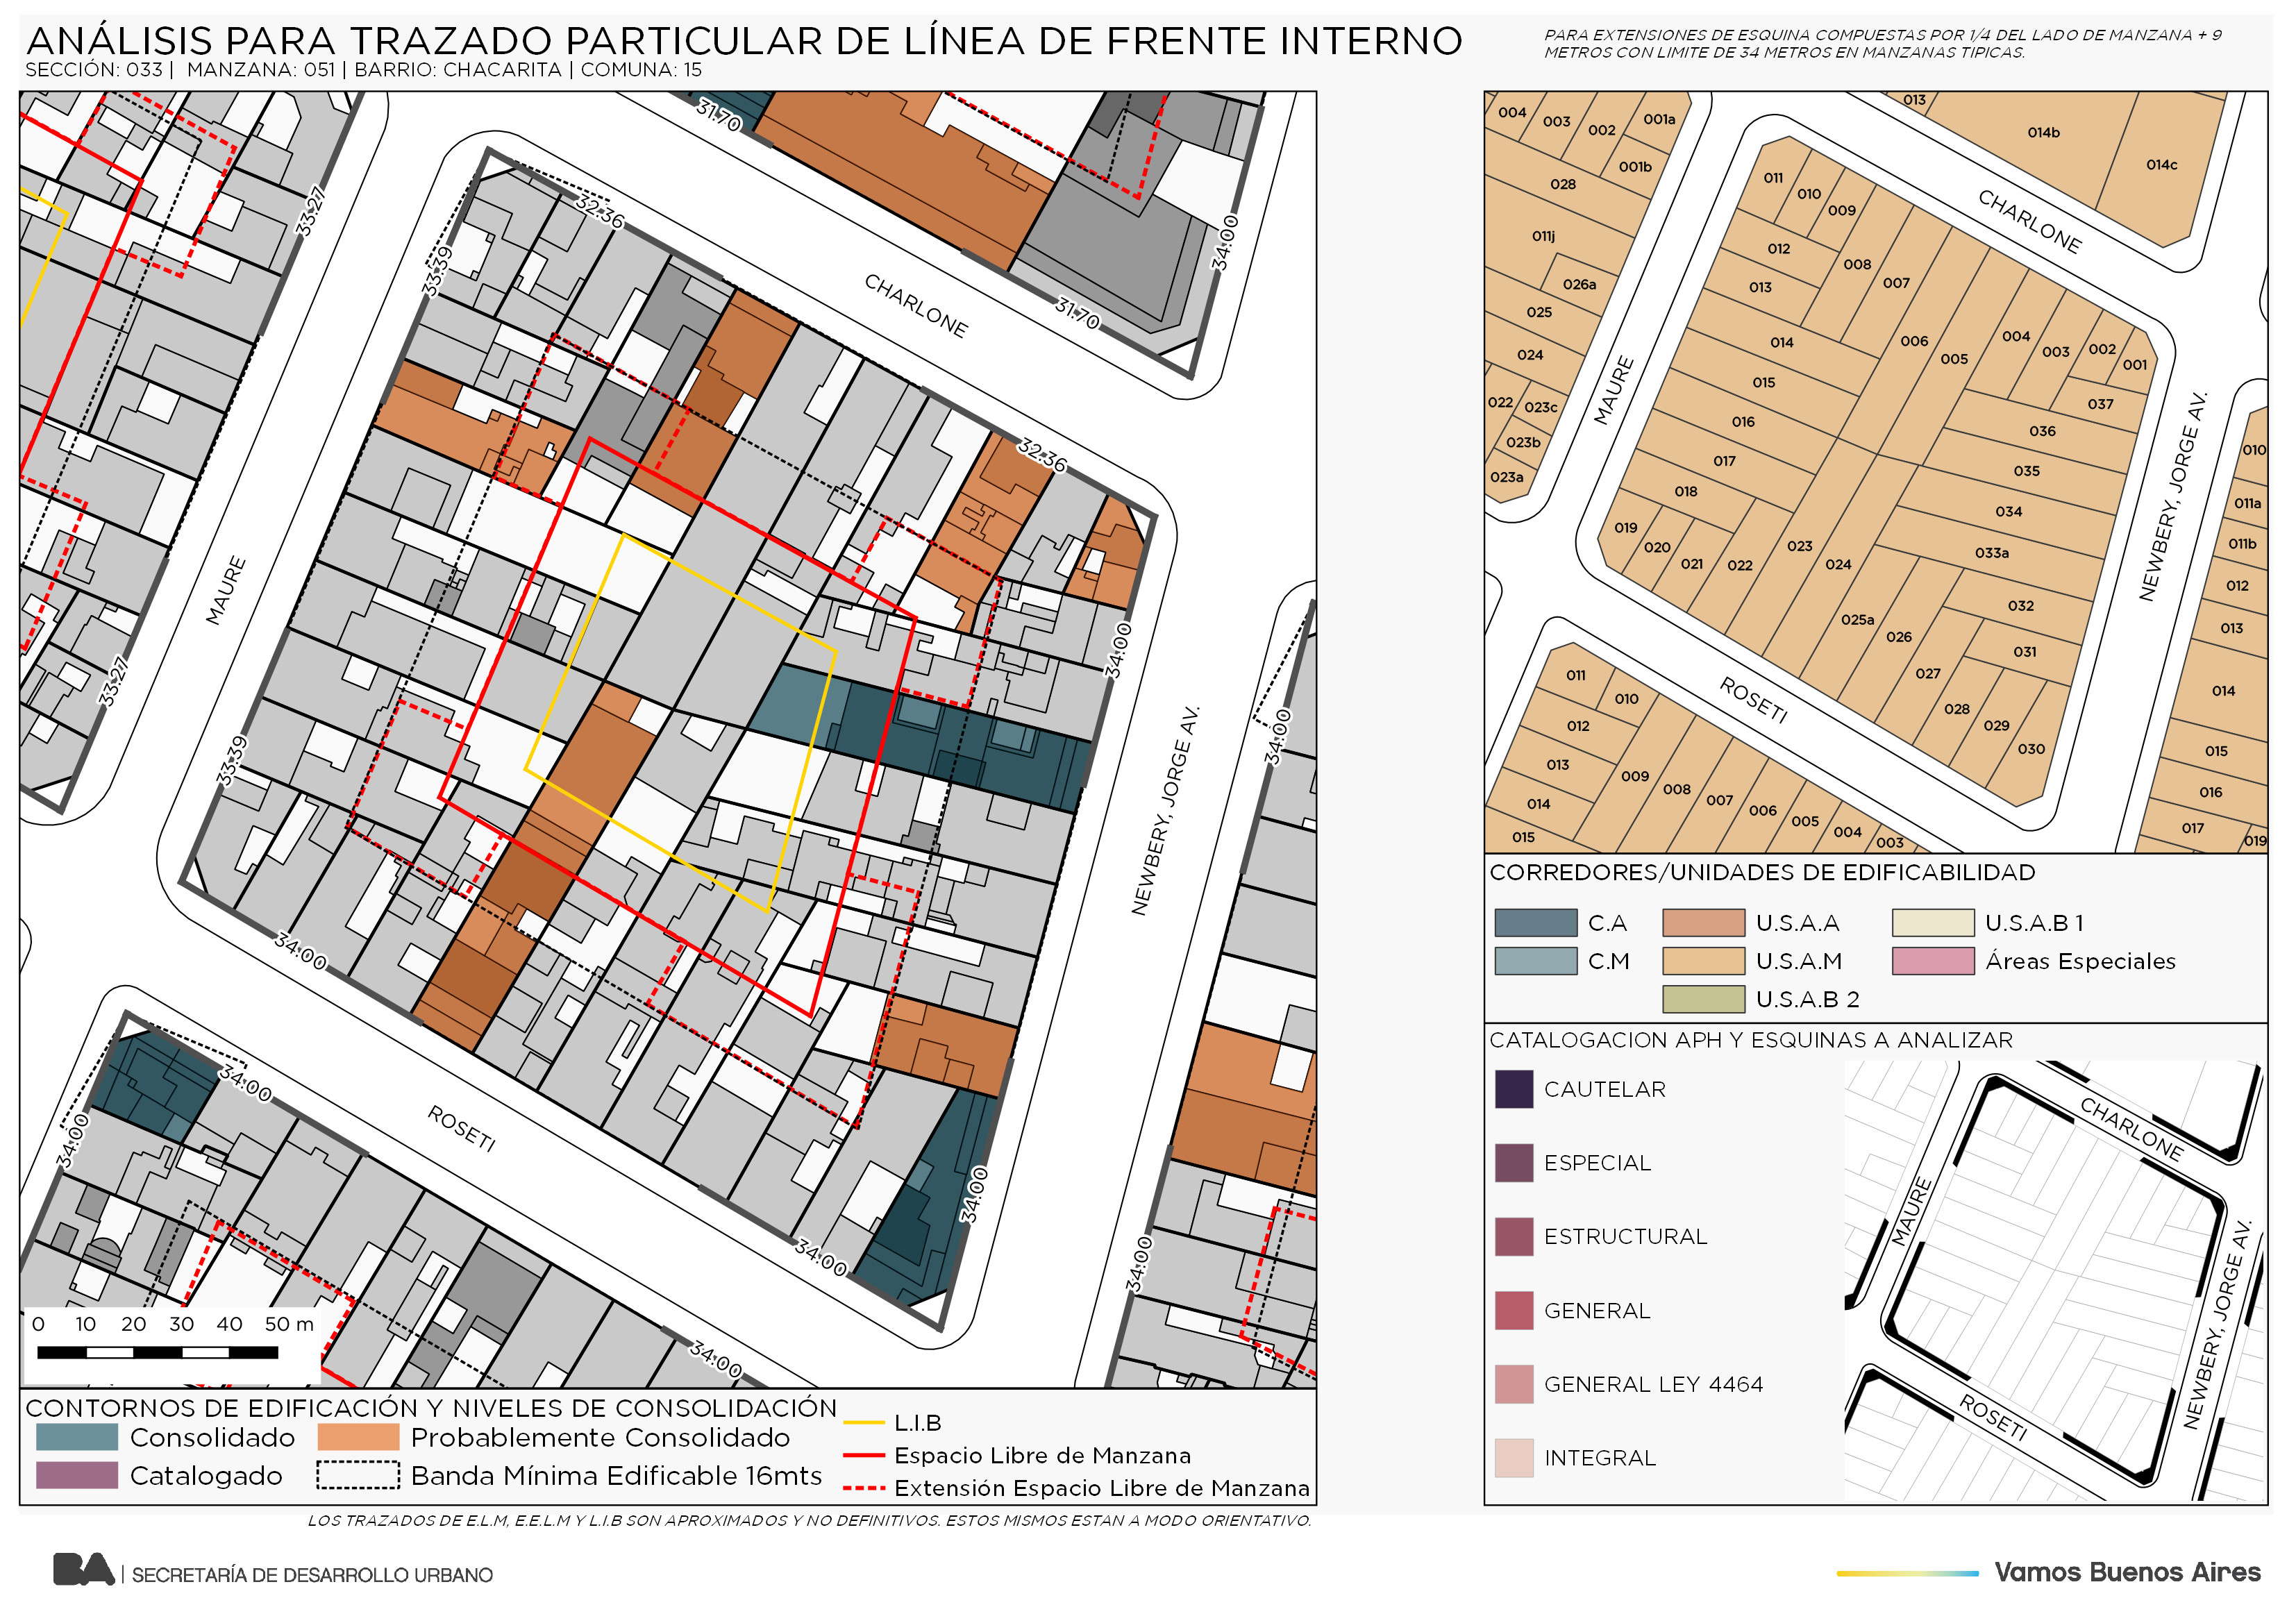 ANÁLISIS PARA TRAZADO PARTICULAR DE LÍNEA DE FRENTE INTERNO
SECCIÓN: 033 | MANZANA: 051 | BARRIO: CHACARITA | COMUNA: 15
PARA EXTENSIONES DE ESQUINA COMPUESTAS POR 1/4 DEL LADO DE MANZANA + 9
METROS CON LIMITE DE 34 METROS EN MANZANAS TIPICAS.
31.70
33.27
32.36
33.39
34.00
CHARLONE
31.70
32.36
MAURE
34.00
33.27
33.39
NEWBERY, JORGE AV.
34.00
34.00
34.00
34.00
ROSETI
34.00
34.00
34.00
34.00
0 10 20 30 40 50 m
CONTORNOS DE EDIFICACIÓN Y NIVELES DE CONSOLIDACIÓN
Consolidado
Probablemente Consolidado
Catalogado
Banda Mínima Edificable 16mts
L.I.B
Espacio Libre de Manzana
Extensión Espacio Libre de Manzana
LOS TRAZADOS DE E.L.M, E.E.L.M Y L.I.B SON APROXIMADOS Y NO DEFINITIVOS. ESTOS MISMOS ESTAN A MODO ORIENTATIVO.
004
003
002
001a
001b
028
011j
026a
025
024
022
023c
023b
023a
013
014b
014c
CHARLONE
MAURE
011
010
009
012
008
013
007
014
006
005
004
003
002
001
037
015
036
016
035
017
034
018
033a
019
020
021
022
023
024
032
025a
026
031
027
028
029
030
NEWBERY, JORGE AV.
010
011a
011b
012
013
014
015
016
017
019
ROSETI
011
010
012
013
009
014
008
007
006
005
004
003
015
CORREDORES/UNIDADES DE EDIFICABILIDAD
C.A
U.S.A.A
U.S.A.B 1
C.M
U.S.A.M
Áreas Especiales
U.S.A.B 2
CATALOGACION APH Y ESQUINAS A ANALIZAR
CAUTELAR
ESPECIAL
ESTRUCTURAL
GENERAL
GENERAL LEY 4464
INTEGRAL
CHARLONE
MAURE
NEWBERY, JORGE AV.
ROSETI
BA | SECRETARÍA DE DESARROLLO URBANO
Vamos Buenos Aires